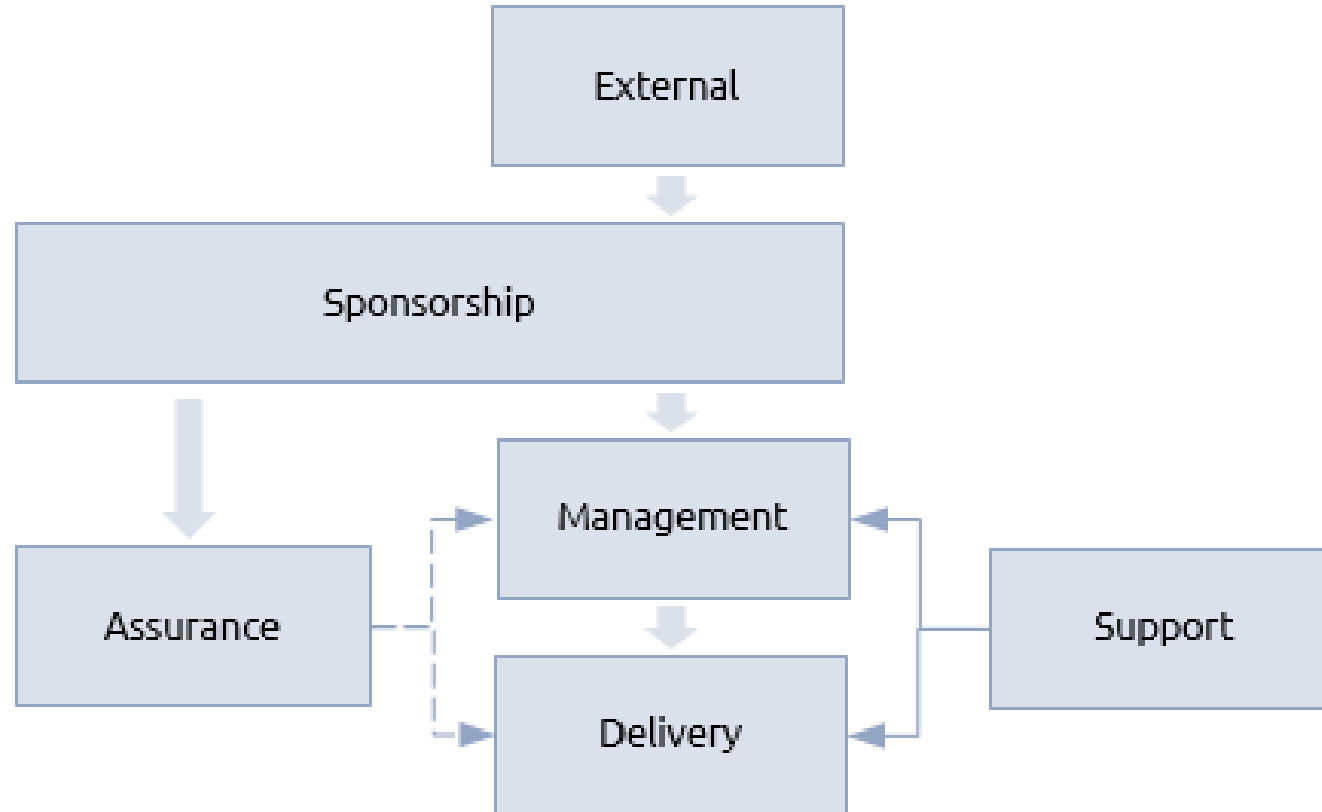 External
Sponsorship
Management
Assurance
Support
Delivery